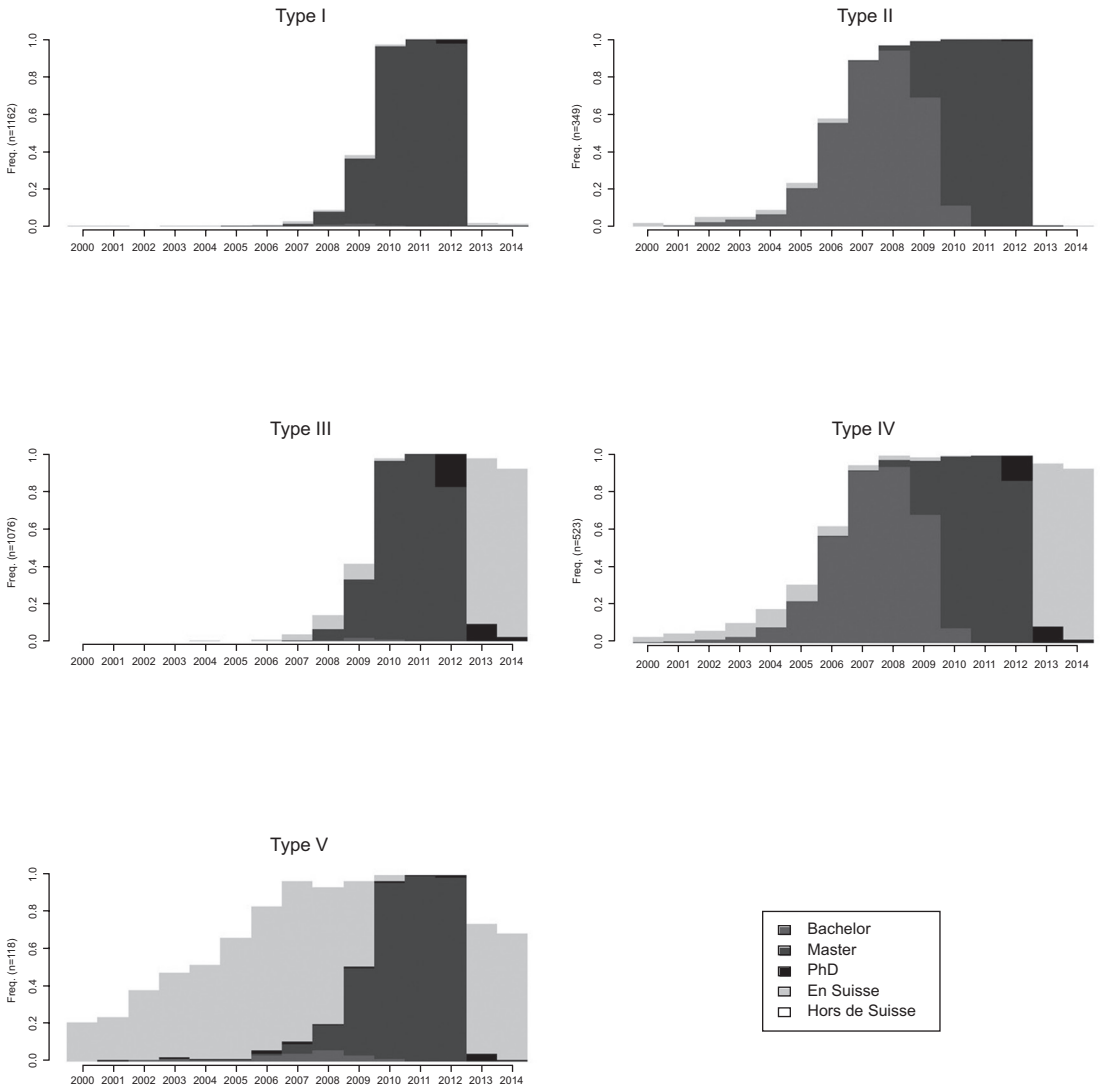 Type I
Freq. (n=1162)
0.0 0.2 0.4 0.6 0.8 1.0
2000 2001 2002 2003 2004 2005 2006 2007 2008 2009 2010 2011 2012 2013 2014
Type II
Freq. (n=349)
0.0 0.2 0.4 0.6 0.8 1.0
2000 2001 2002 2003 2004 2005 2006 2007 2008 2009 2010 2011 2012 2013 2014
Type III
Freq. (n=1076)
0.0 0.2 0.4 0.6 0.8 1.0
2000 2001 2002 2003 2004 2005 2006 2007 2008 2009 2010 2011 2012 2013 2014
Type IV
Freq. (n=523)
0.0 0.2 0.4 0.6 0.8 1.0
2000 2001 2002 2003 2004 2005 2006 2007 2008 2009 2010 2011 2012 2013 2014
Type V
Freq. (n=118)
0.0 0.2 0.4 0.6 0.8 1.0
2000 2001 2002 2003 2004 2005 2006 2007 2008 2009 2010 2011 2012 2013 2014
Bachelor
Master
PhD
En Suisse
Hors de Suisse